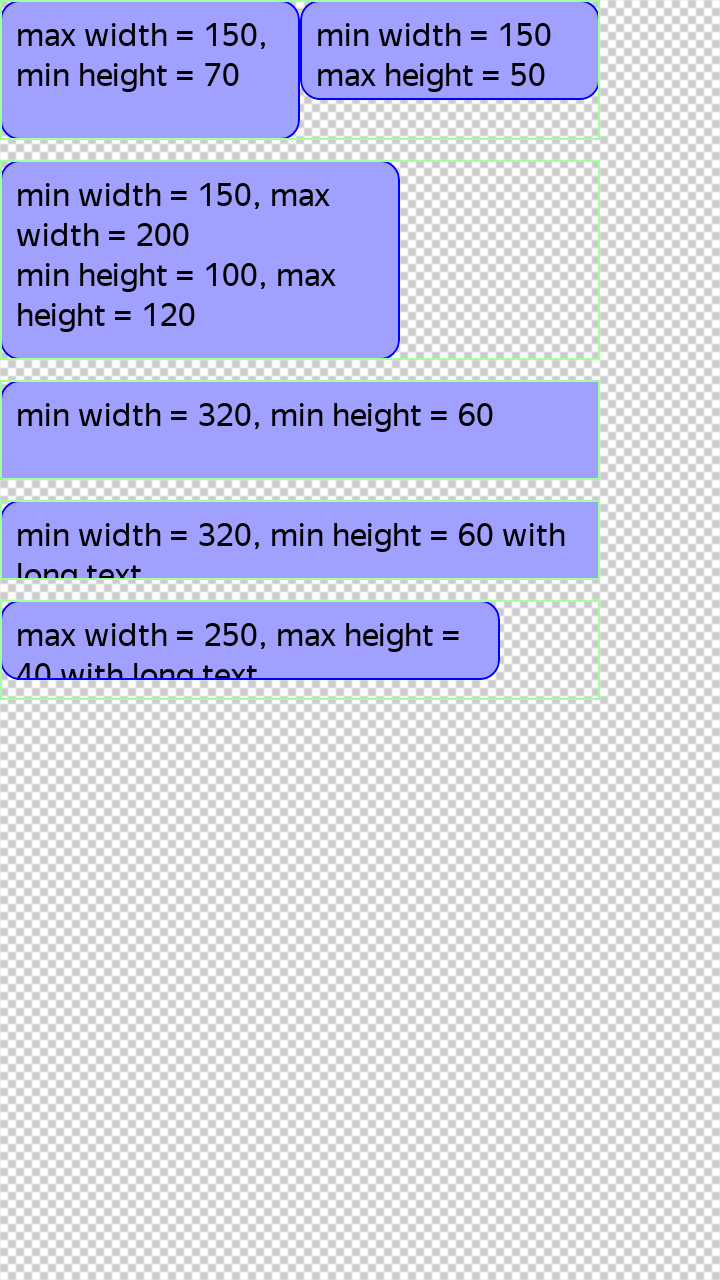 max width = 150,
min height = 70
min width = 150
max height = 50
min width = 150, max
width = 200
min height = 100, max
height = 120
min width = 320, min height = 60
min width = 320, min height = 60 with
long text
max width = 250, max height =
40 with long text